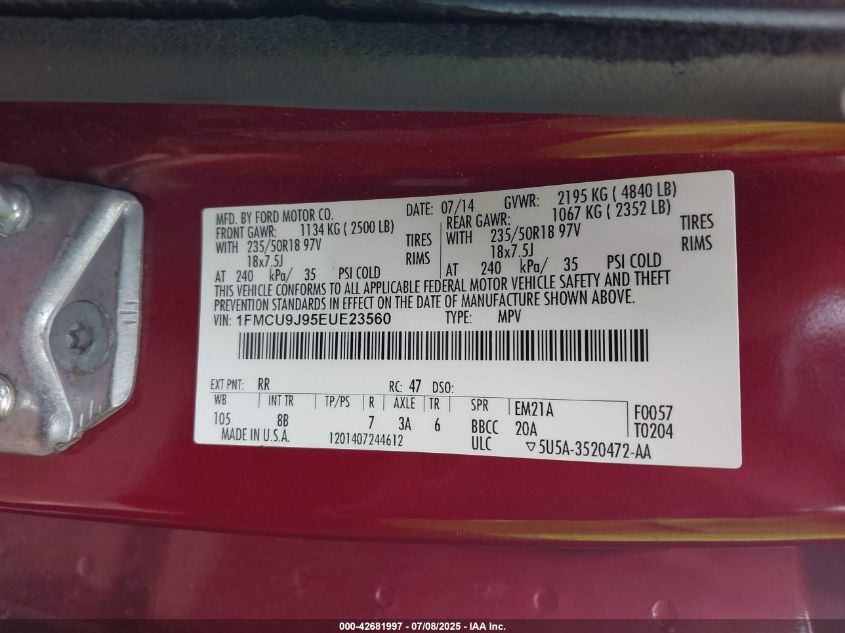 MFD. BY FORD MOTOR CO. DATE: 07/14 GVWR: 2195 KG ( 4840 LB)
FRONT GAWR: 1134 KG ( 2500 LB) REAR GAWR: 1067 KG ( 2352 LB)
WITH 235/50R18 97V TIRES WITH 235/50R18 97V TIRES
18x7.5J RIMS 18x7.5J RIMS
AT 240 kPa/ 35 PSI COLD AT 240 kPa/ 35 PSI COLD
THIS VEHICLE CONFORMS TO ALL APPLICABLE FEDERAL MOTOR VEHICLE SAFETY AND THEFT
PREVENTION STANDARDS IN EFFECT ON THE DATE OF MANUFACTURE SHOWN ABOVE.
VIN: 1FMCU9J95EUE23560 TYPE: MPV
EXT PNT: RR RC: 47 DSO:
WB INT TR TP/PS R AXLE TR SPR EM21A F0057
105 8B 7 3A 6 BBCC 20A T0204
MADE IN U.S.A. 1201407244612 ULC ▽5U5A-3520472-AA
000-42681997 - 07/08/2025 - IAA Inc.